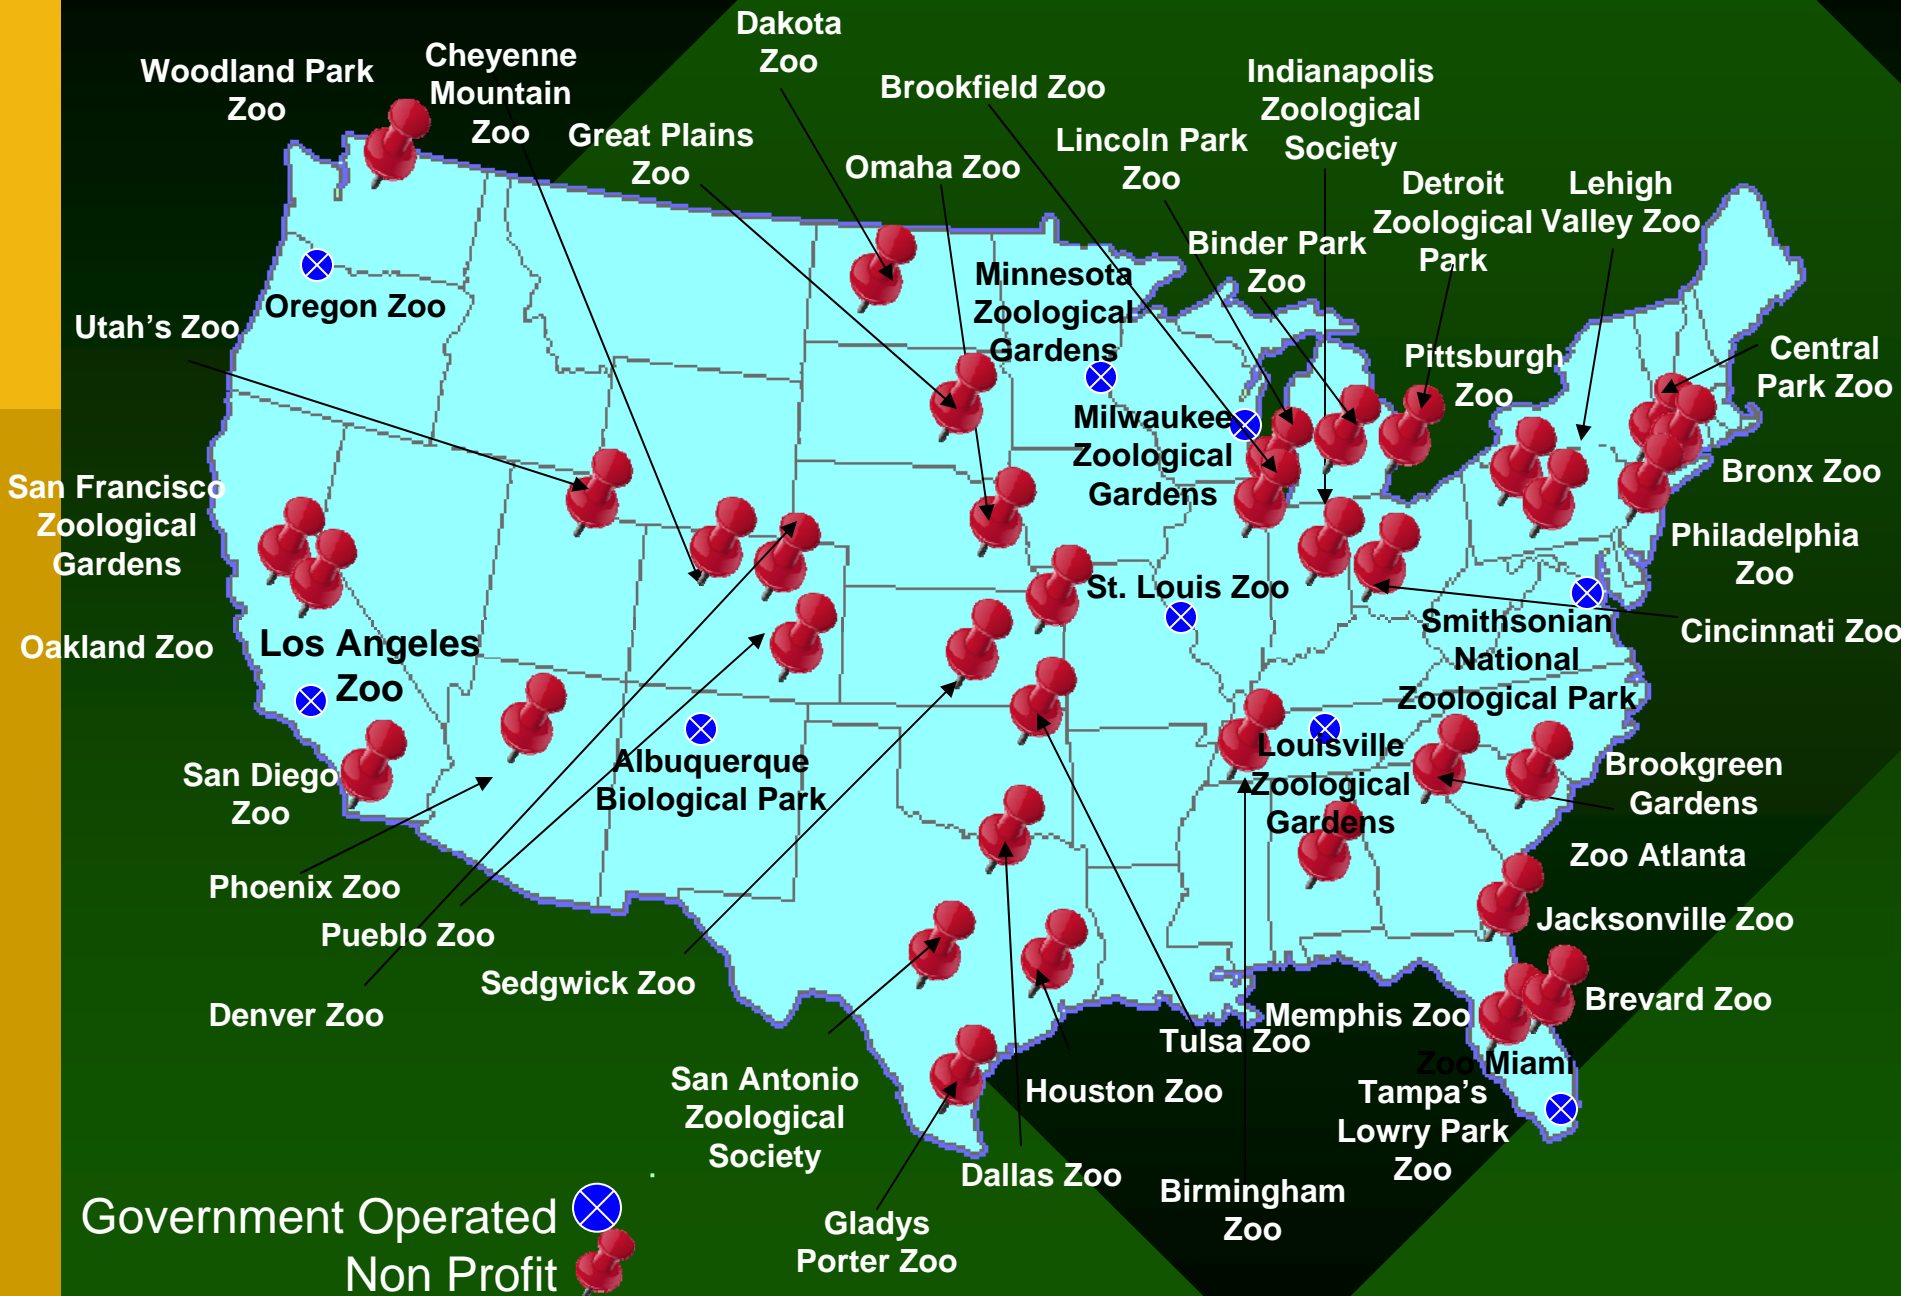 Dakota
Zoo
Cheyenne
Mountain
Zoo
Woodland Park
Zoo
Brookfield Zoo
Indianapolis
Zoological
Society
Great Plains
Zoo
Omaha Zoo
Lincoln Park
Zoo
Detroit
Zoological
Park
Lehigh
Valley Zoo
Binder Park
Zoo
Minnesota
Zoological
Gardens
Oregon Zoo
Utah’s Zoo
Pittsburgh
Zoo
Central
Park Zoo
Milwaukee
Zoological
Gardens
Bronx Zoo
San Francisco
Zoological
Gardens
Philadelphia
Zoo
St. Louis Zoo
Smithsonian
National
Zoological Park
Cincinnati Zoo
Oakland Zoo
Los Angeles
Zoo
Albuquerque
Biological Park
Louisville
Zoological
Gardens
San Diego
Zoo
Brookgreen
Gardens
Zoo Atlanta
Phoenix Zoo
Jacksonville Zoo
Pueblo Zoo
Sedgwick Zoo
Denver Zoo
Brevard Zoo
Memphis Zoo
Tulsa Zoo
Zoo Miami
San Antonio
Zoological
Society
Houston Zoo
Tampa’s
Lowry Park
Zoo
Dallas Zoo
Birmingham
Zoo
Gladys
Porter Zoo
Government Operated
Non Profit